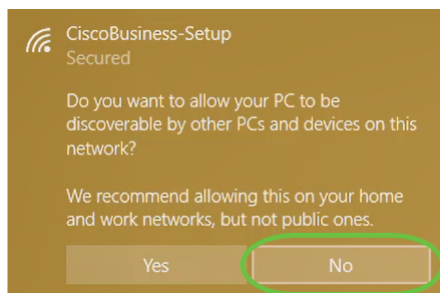 CiscoBusiness-Setup
Secured
Do you want to allow your PC to be
discoverable by other PCs and devices on this
network?
We recommend allowing this on your home
and work networks, but not public ones.
Yes
No